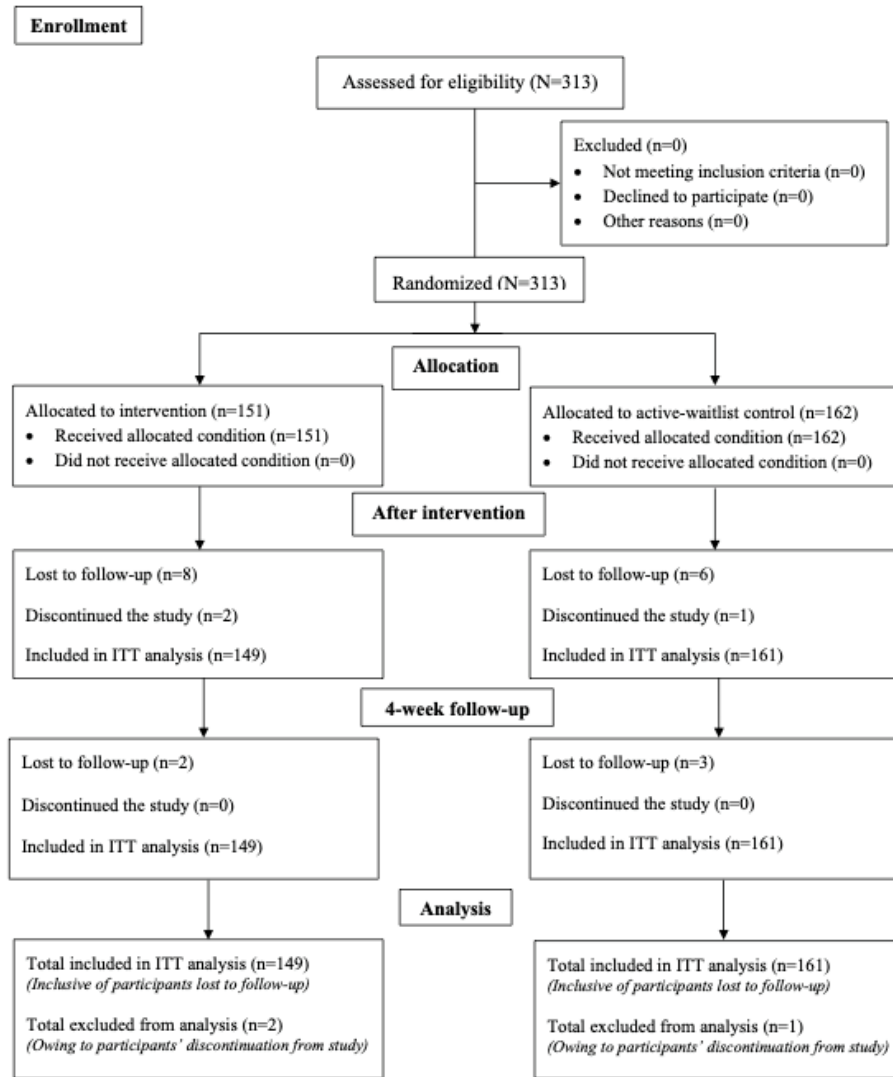 Enrollment
Assessed for eligibility (N=313)
Excluded (n=0)
• Not meeting inclusion criteria (n=0)
• Declined to participate (n=0)
• Other reasons (n=0)
Randomized (N=313)
Allocation
Allocated to intervention (n=151)
• Received allocated condition (n=151)
• Did not receive allocated condition (n=0)
Allocated to active-waitlist control (n=162)
• Received allocated condition (n=162)
• Did not receive allocated condition (n=0)
After intervention
Lost to follow-up (n=8)
Discontinued the study (n=2)
Included in ITT analysis (n=149)
Lost to follow-up (n=6)
Discontinued the study (n=1)
Included in ITT analysis (n=161)
4-week follow-up
Lost to follow-up (n=2)
Discontinued the study (n=0)
Included in ITT analysis (n=149)
Lost to follow-up (n=3)
Discontinued the study (n=0)
Included in ITT analysis (n=161)
Analysis
Total included in ITT analysis (n=149)
(Inclusive of participants lost to follow-up)
Total excluded from analysis (n=2)
(Owing to participants' discontinuation from study)
Total included in ITT analysis (n=161)
(Inclusive of participants lost to follow-up)
Total excluded from analysis (n=1)
(Owing to participants' discontinuation from study)